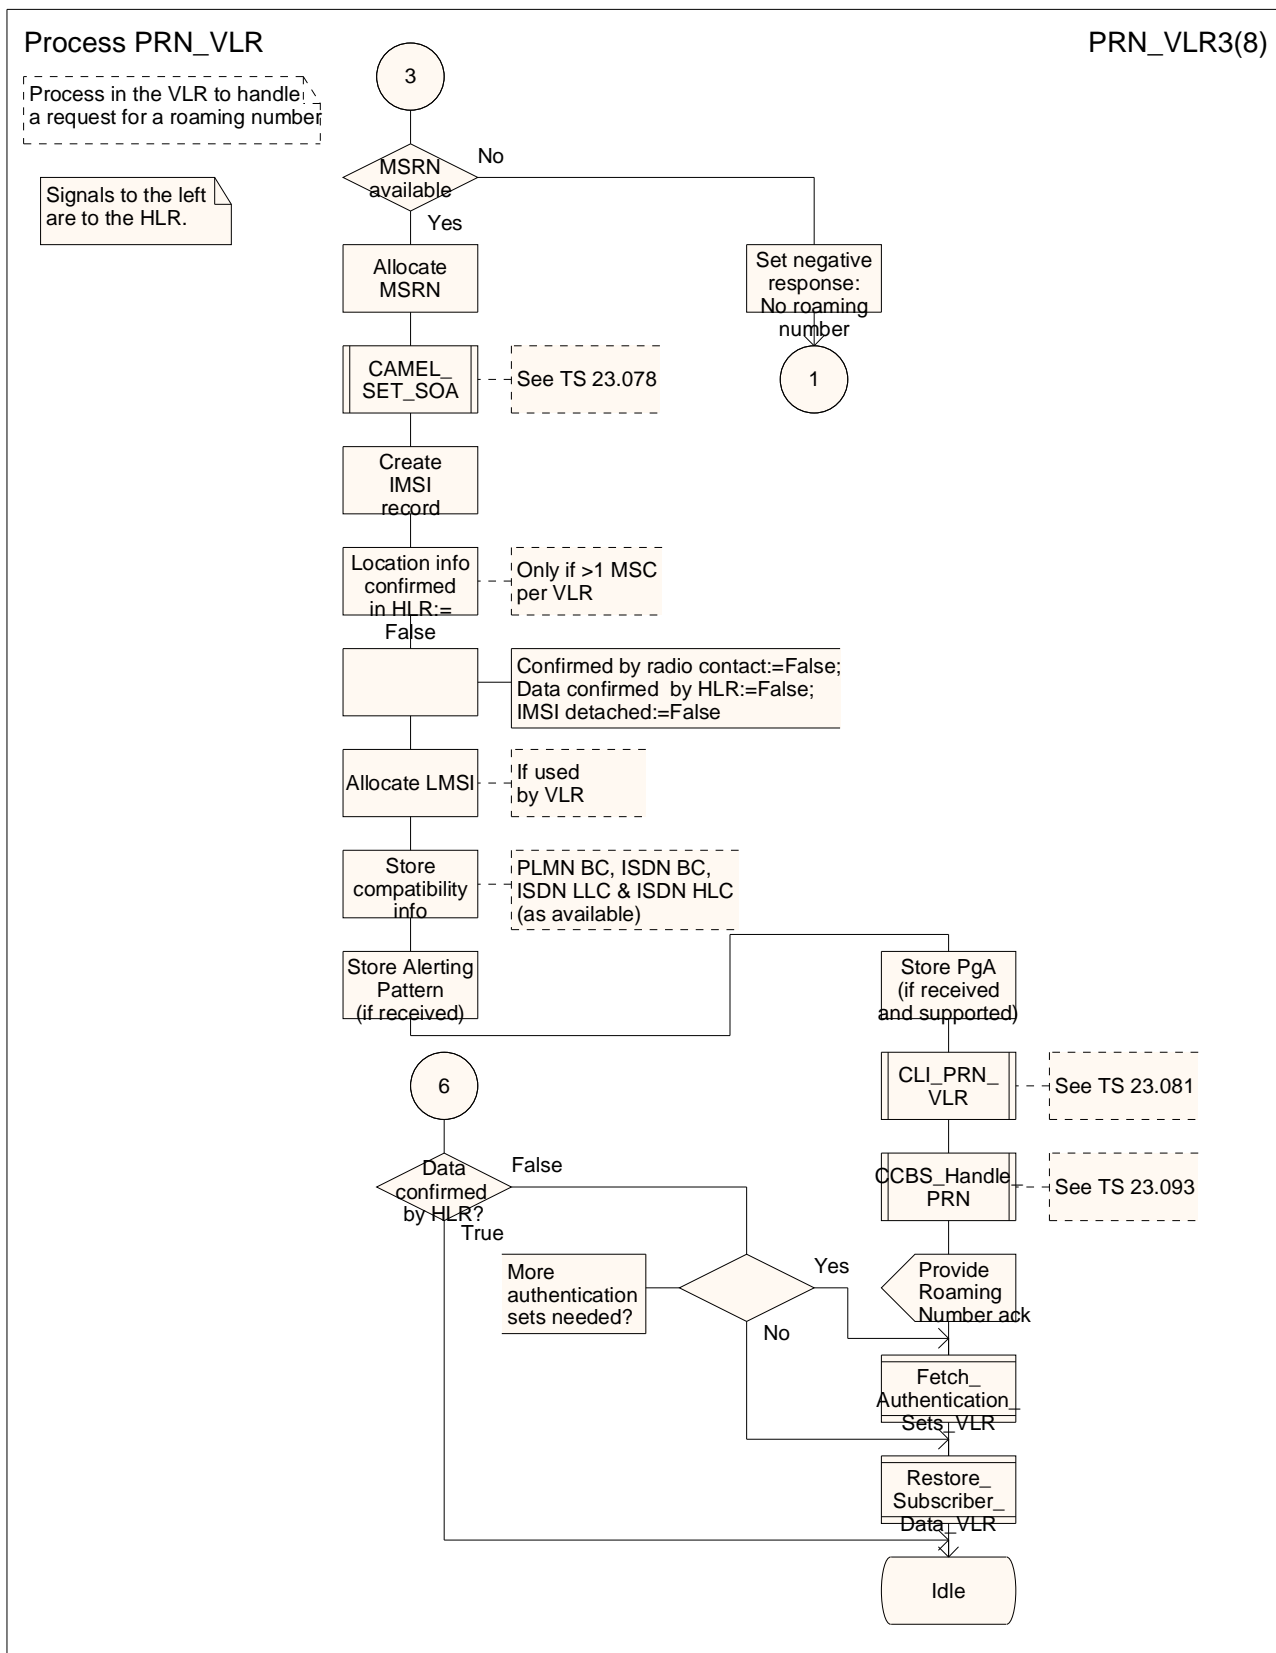 Process PRN_VLR
PRN_VLR3(8)
Process in the VLR to handle
a request for a roaming number
Signals to the left
are to the HLR.
3
MSRN
available
No
Yes
Allocate
MSRN
Set negative
response:
No roaming
number
1
CAMEL_
SET_SOA
See TS 23.078
Create
IMSI
record
Location info
confirmed
in HLR:=
False
Only if >1 MSC
per VLR
Confirmed by radio contact:=False;
Data confirmed by HLR:=False;
IMSI detached:=False
Allocate LMSI
If used
by VLR
Store
compatibility
info
PLMN BC, ISDN BC,
ISDN LLC & ISDN HLC
(as available)
Store Alerting
Pattern
(if received)
Store PgA
(if received
and supported)
CLI_PRN_
VLR
See TS 23.081
CCBS_Handle_
PRN
See TS 23.093
Provide
Roaming
Number ack
6
Data
confirmed
by HLR?
False
True
More
authentication
sets needed?
Yes
No
Fetch_
Authentication_
Sets_VLR
Restore_
Subscriber_
Data_VLR
Idle